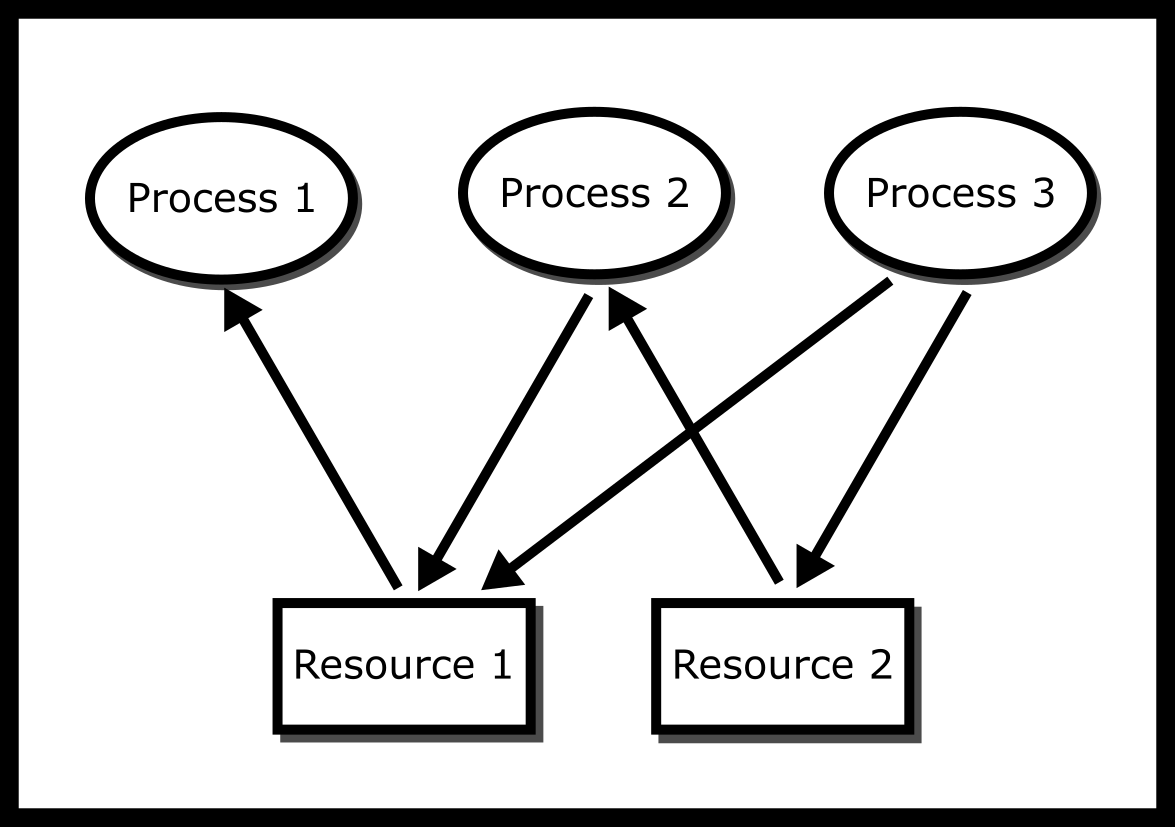 Process 1
Process 2
Process 3
Resource 1
Resource 2